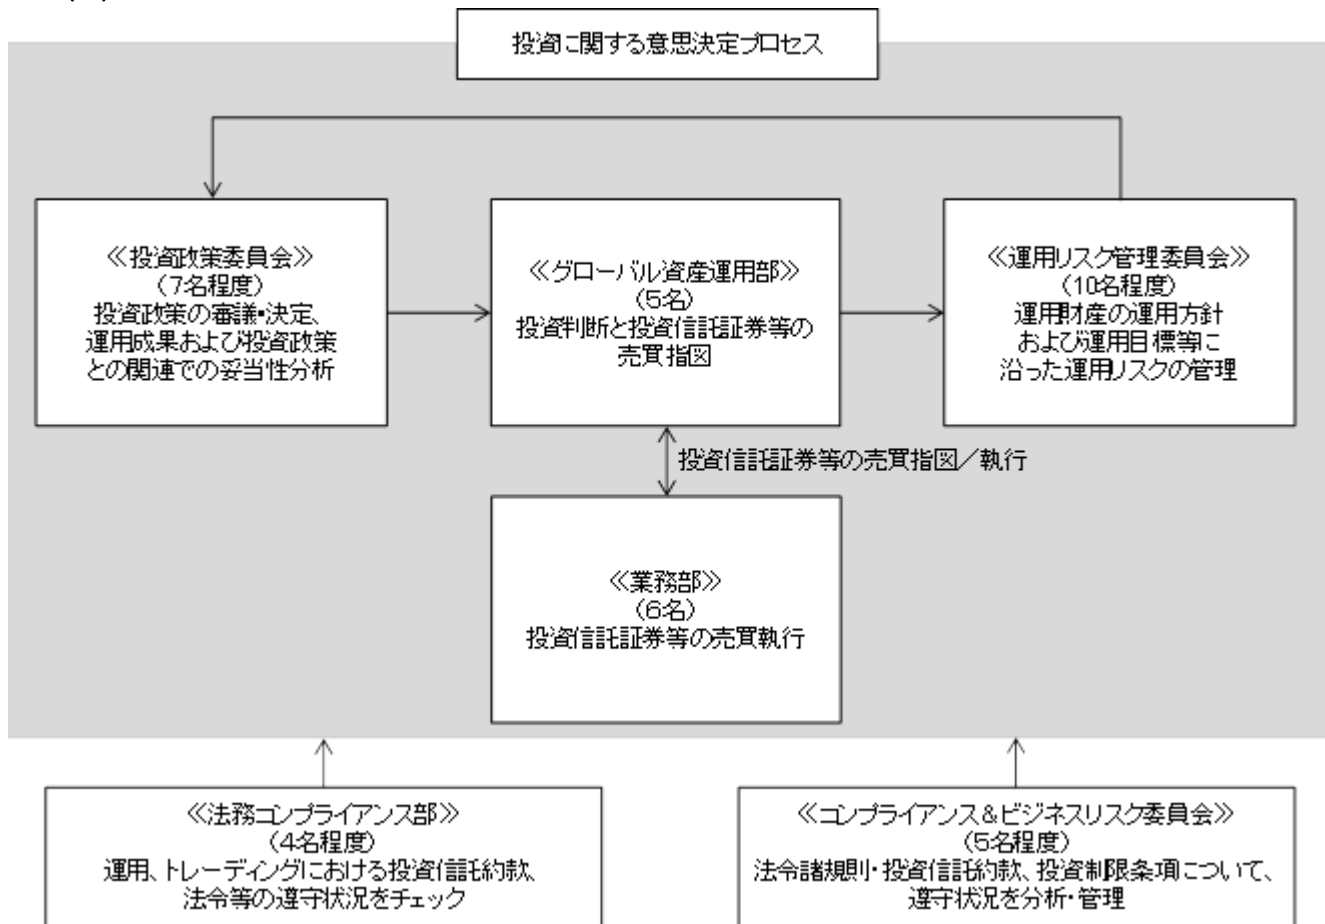 投資に関する意思決定プロセス
≪投資政策委員会≫
(7名程度)
投資政策の審議・決定、
運用成果および投資政策
との関連での妥当性分析
≪グローバル資産運用部≫
(5名)
投資判断と投資信託証券等の
売買指図
≪運用リスク管理委員会≫
(10名程度)
運用財産の運用方針
および運用目標等に
沿った運用リスクの管理
投資信託証券等の売買指図／執行
≪業務部≫
(6名)
投資信託証券等の売買執行
≪法務コンプライアンス部≫
(4名程度)
運用、トレーディングにおける投資信託約款、
法令等の遵守状況をチェック
≪コンプライアンス＆ビジネスリスク委員会≫
(5名程度)
法令諸規則・投資信託約款、投資制限条項について、
遵守状況を分析・管理